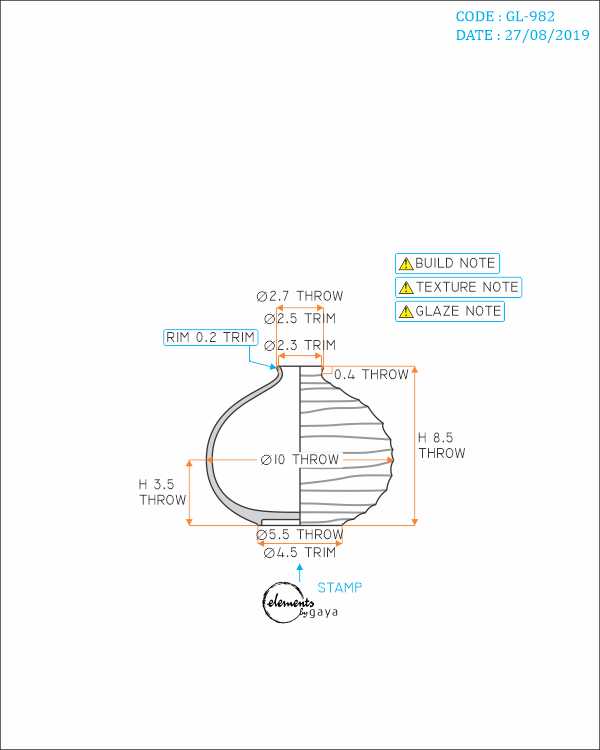 CODE : GL-982
DATE : 27/08/2019
BUILD NOTE
TEXTURE NOTE
GLAZE NOTE
Ø2.7 THROW
Ø2.5 TRIM
RIM 0.2 TRIM
Ø2.3 TRIM
0.4 THROW
H 8.5
THROW
Ø10 THROW
H 3.5
THROW
Ø5.5 THROW
Ø4.5 TRIM
STAMP
elements
by gaya